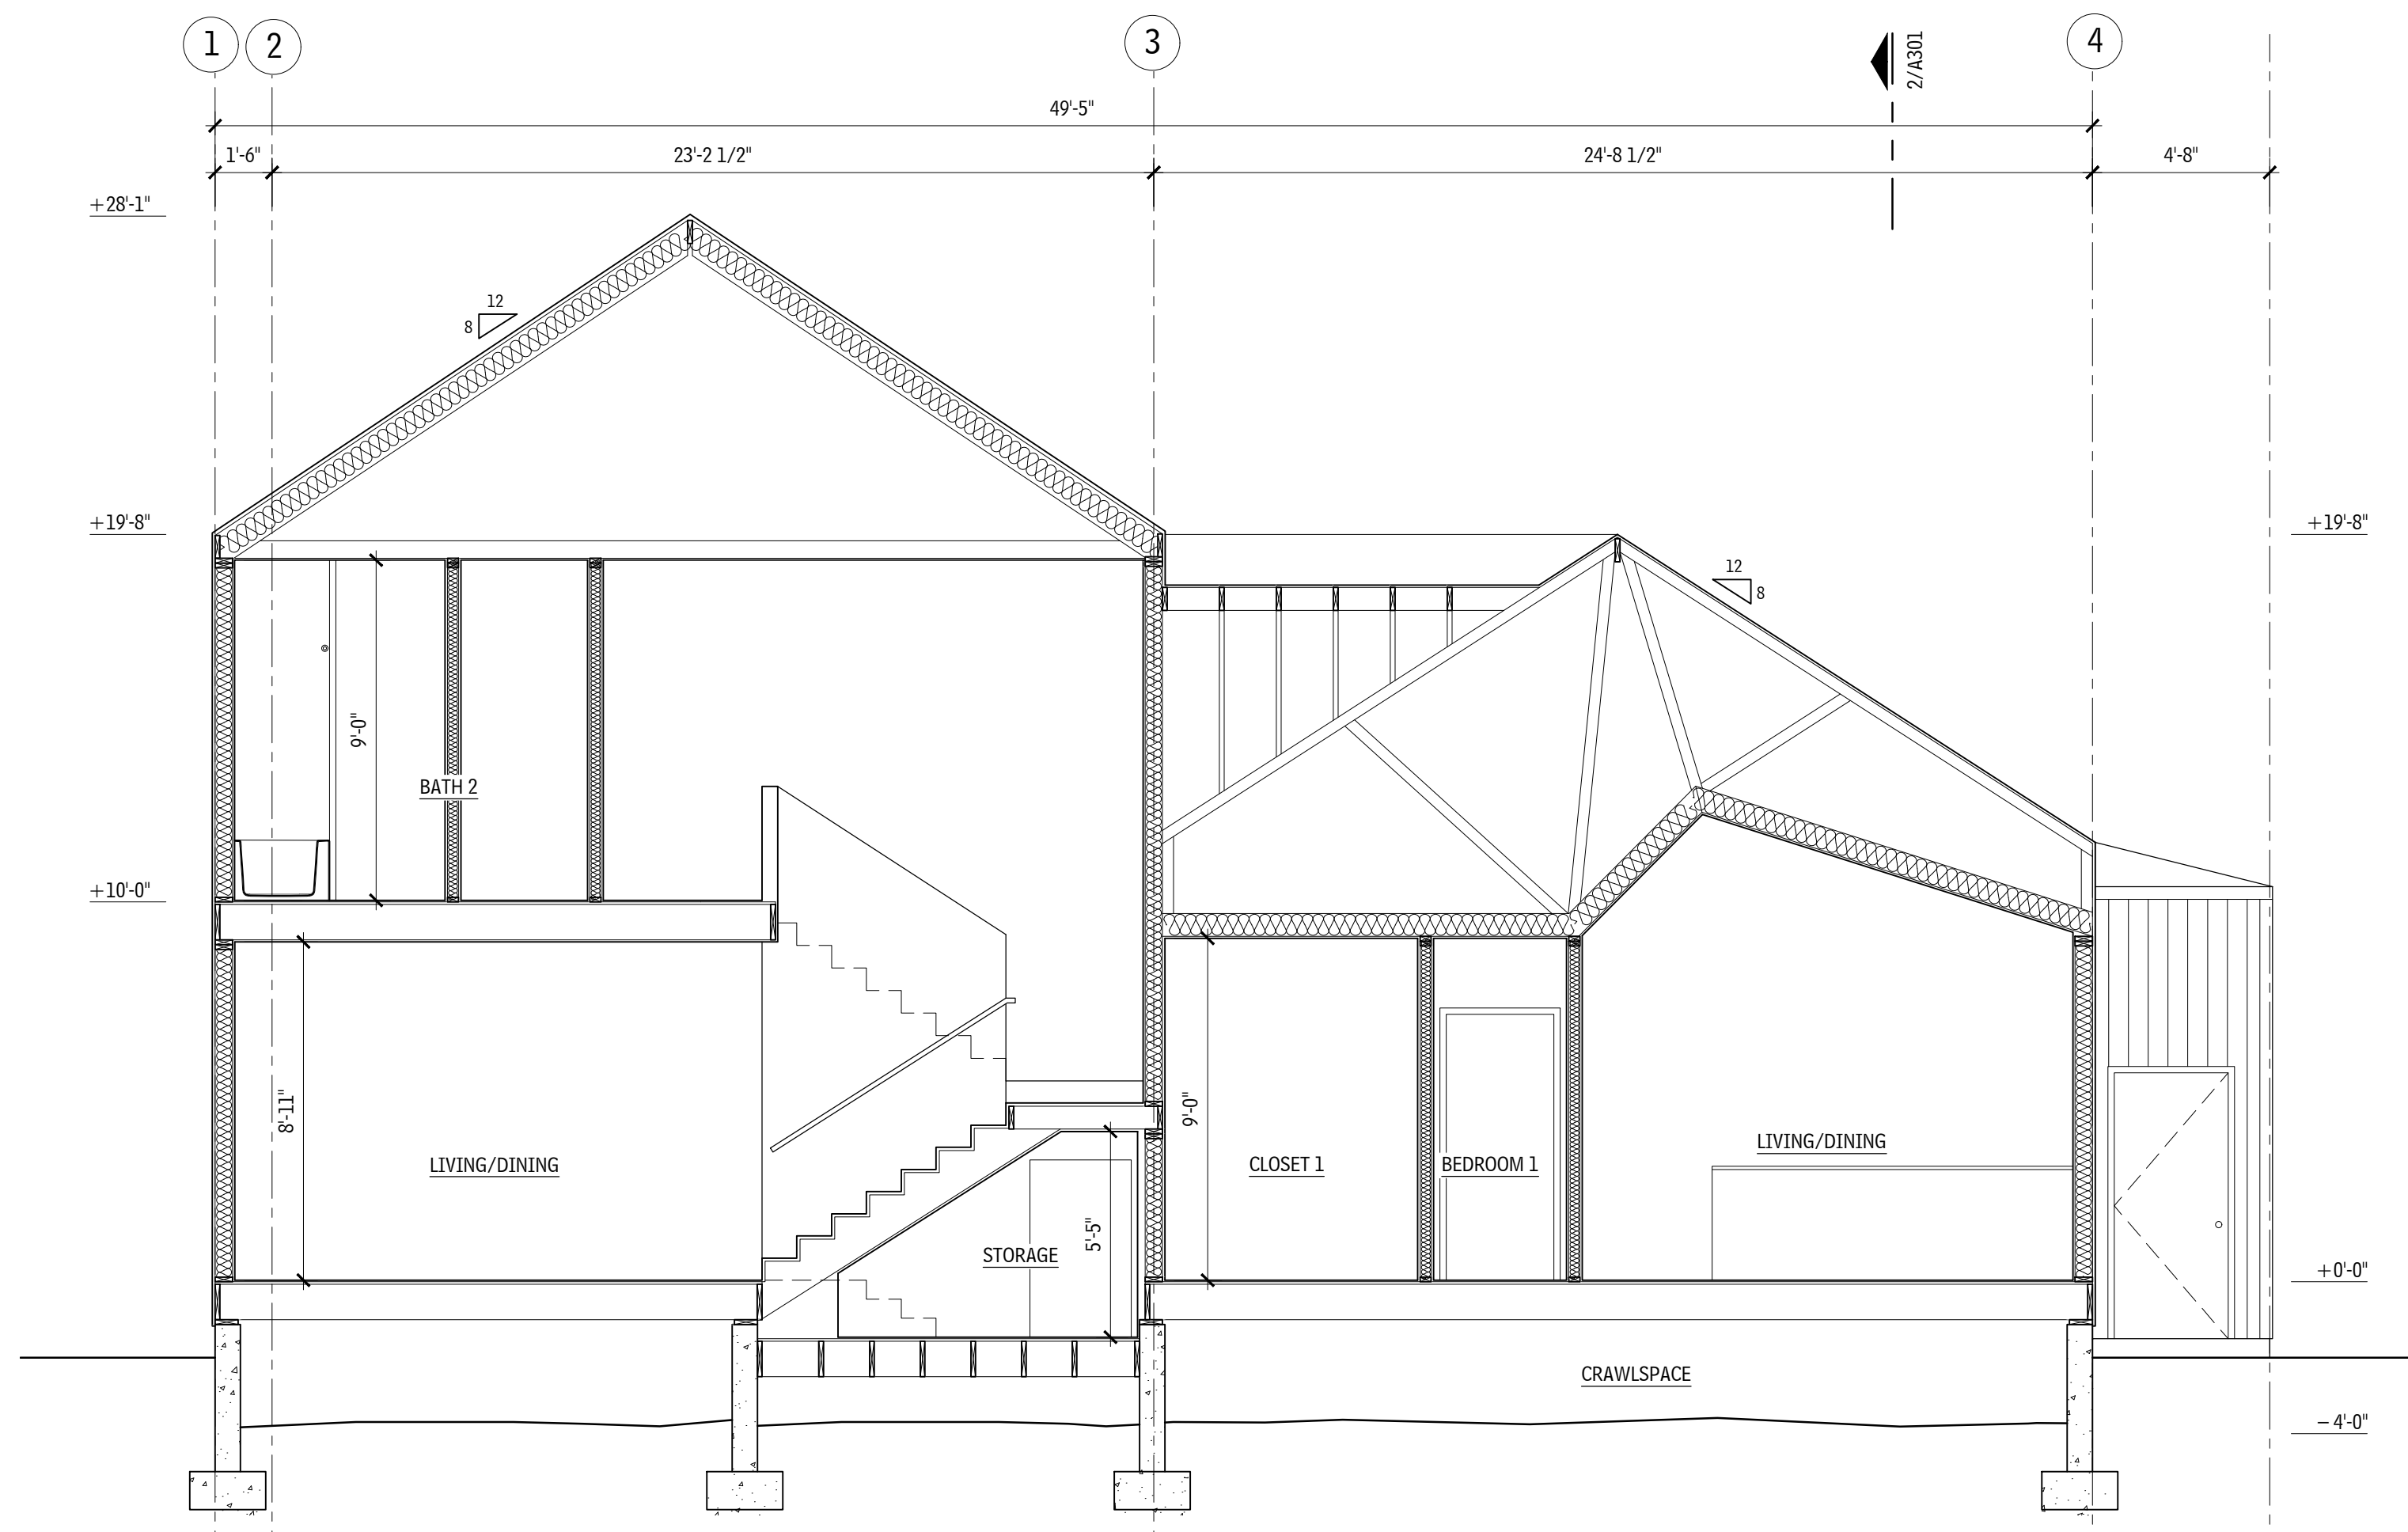 1
2
3
2/A301
4
49'-5"
1'-6"
23'-2 1/2"
24'-8 1/2"
4'-8"
+28'-1"
12
8
+19'-8"
+19'-8"
12
8
9'-0"
BATH 2
+10'-0"
8'-11"
9'-0"
LIVING/DINING
LIVING/DINING
CLOSET 1
BEDROOM 1
5'-5"
STORAGE
+0'-0"
CRAWLSPACE
−4'-0"